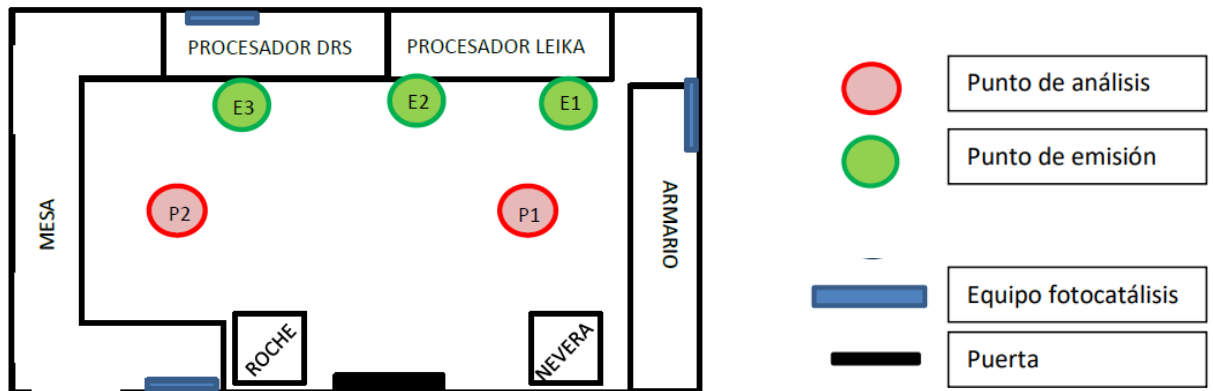 PROCESADOR DRS
PROCESADOR LEIKA
E3
E2
E1
P2
P1
MESA
ARMARIO
ROCHE
NEVERA
Punto de análisis
Punto de emisión
Equipo fotocatálisis
Puerta